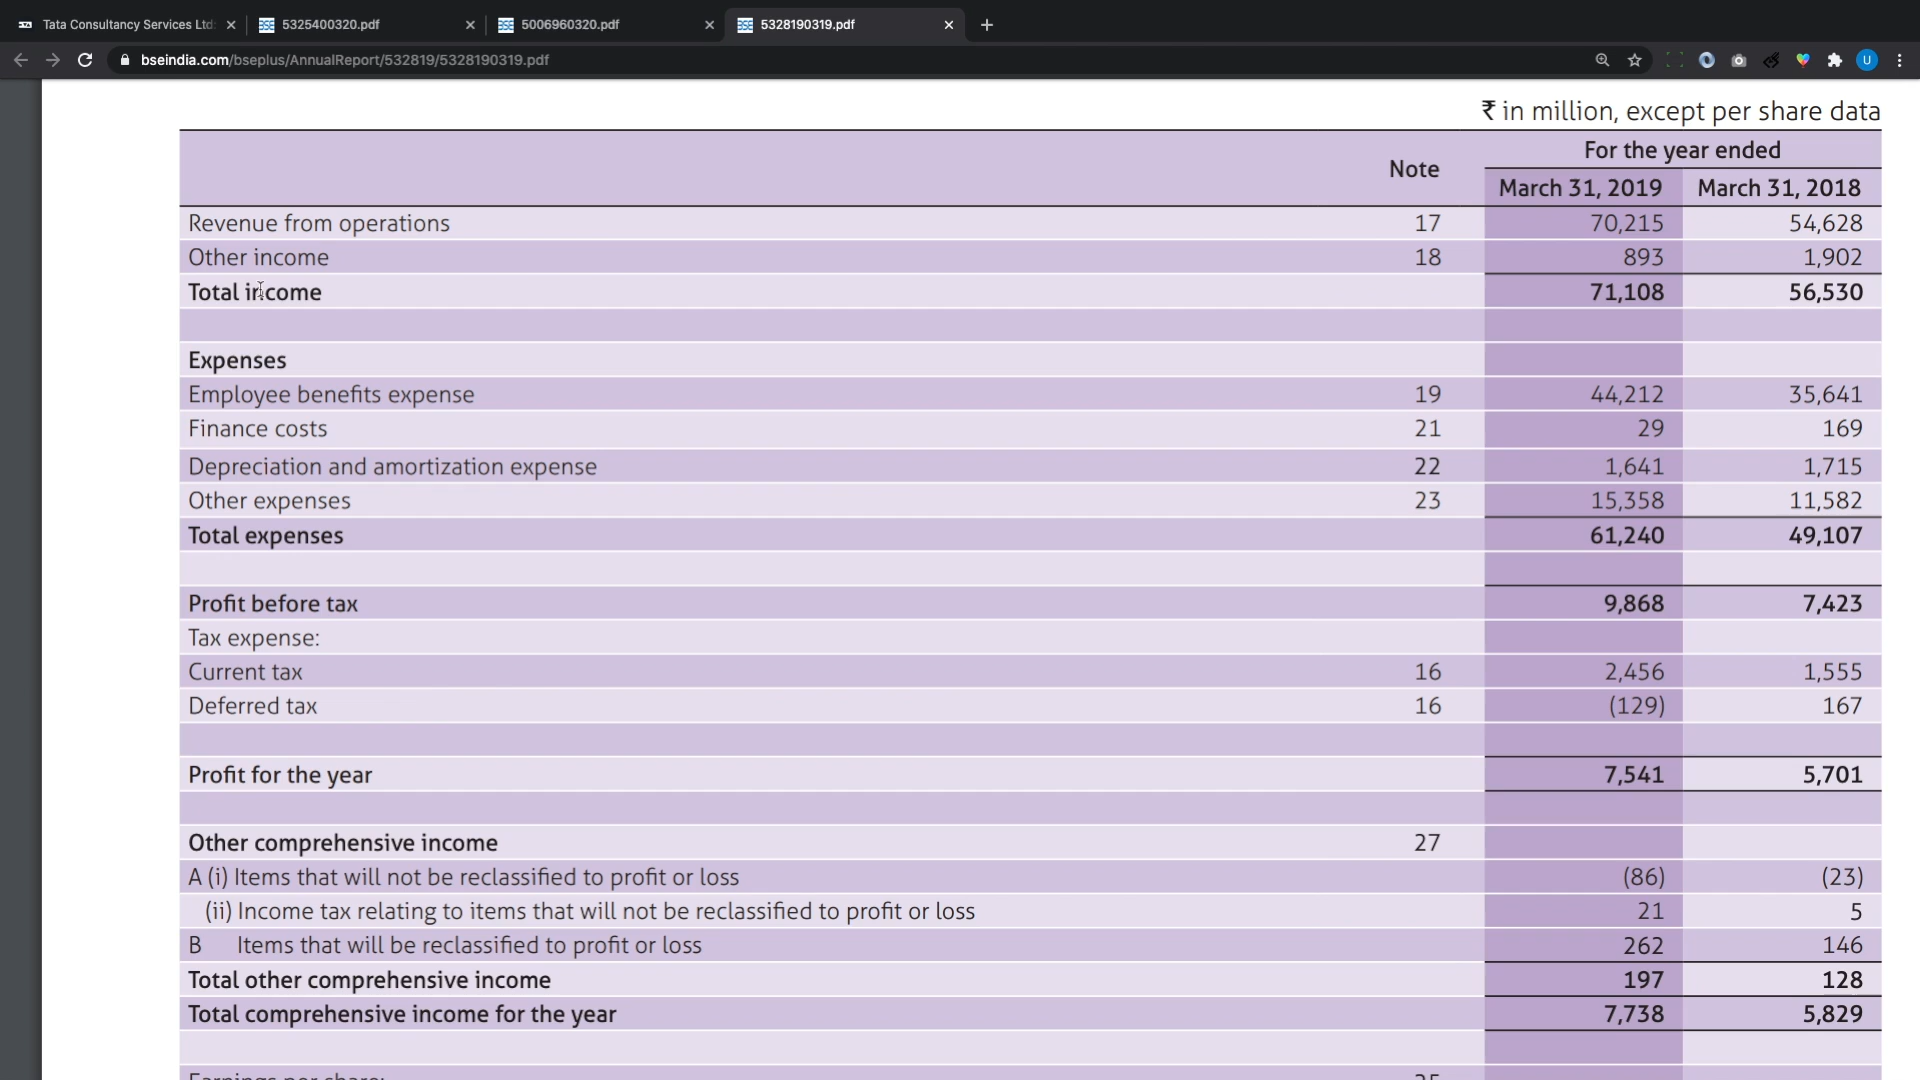 Tata Consultancy Services Ltd
5325400320.pdf
5006960320.pdf
5328190319.pdf
bseindia.com/bseplus/AnnualReport/532819/5328190319.pdf
U
₹ in million, except per share data
Note For the year ended
March 31, 2019 March 31, 2018
Revenue from operations 17 70,215 54,628
Other income 18 893 1,902
Total income 71,108 56,530
Expenses
Employee benefits expense 19 44,212 35,641
Finance costs 21 29 169
Depreciation and amortization expense 22 1,641 1,715
Other expenses 23 15,358 11,582
Total expenses 61,240 49,107
Profit before tax 9,868 7,423
Tax expense:
Current tax 16 2,456 1,555
Deferred tax 16 (129) 167
Profit for the year 7,541 5,701
Other comprehensive income 27
A (i) Items that will not be reclassified to profit or loss (86) (23)
(ii) Income tax relating to items that will not be reclassified to profit or loss 21 5
B Items that will be reclassified to profit or loss 262 146
Total other comprehensive income 197 128
Total comprehensive income for the year 7,738 5,829
Earnings per share: